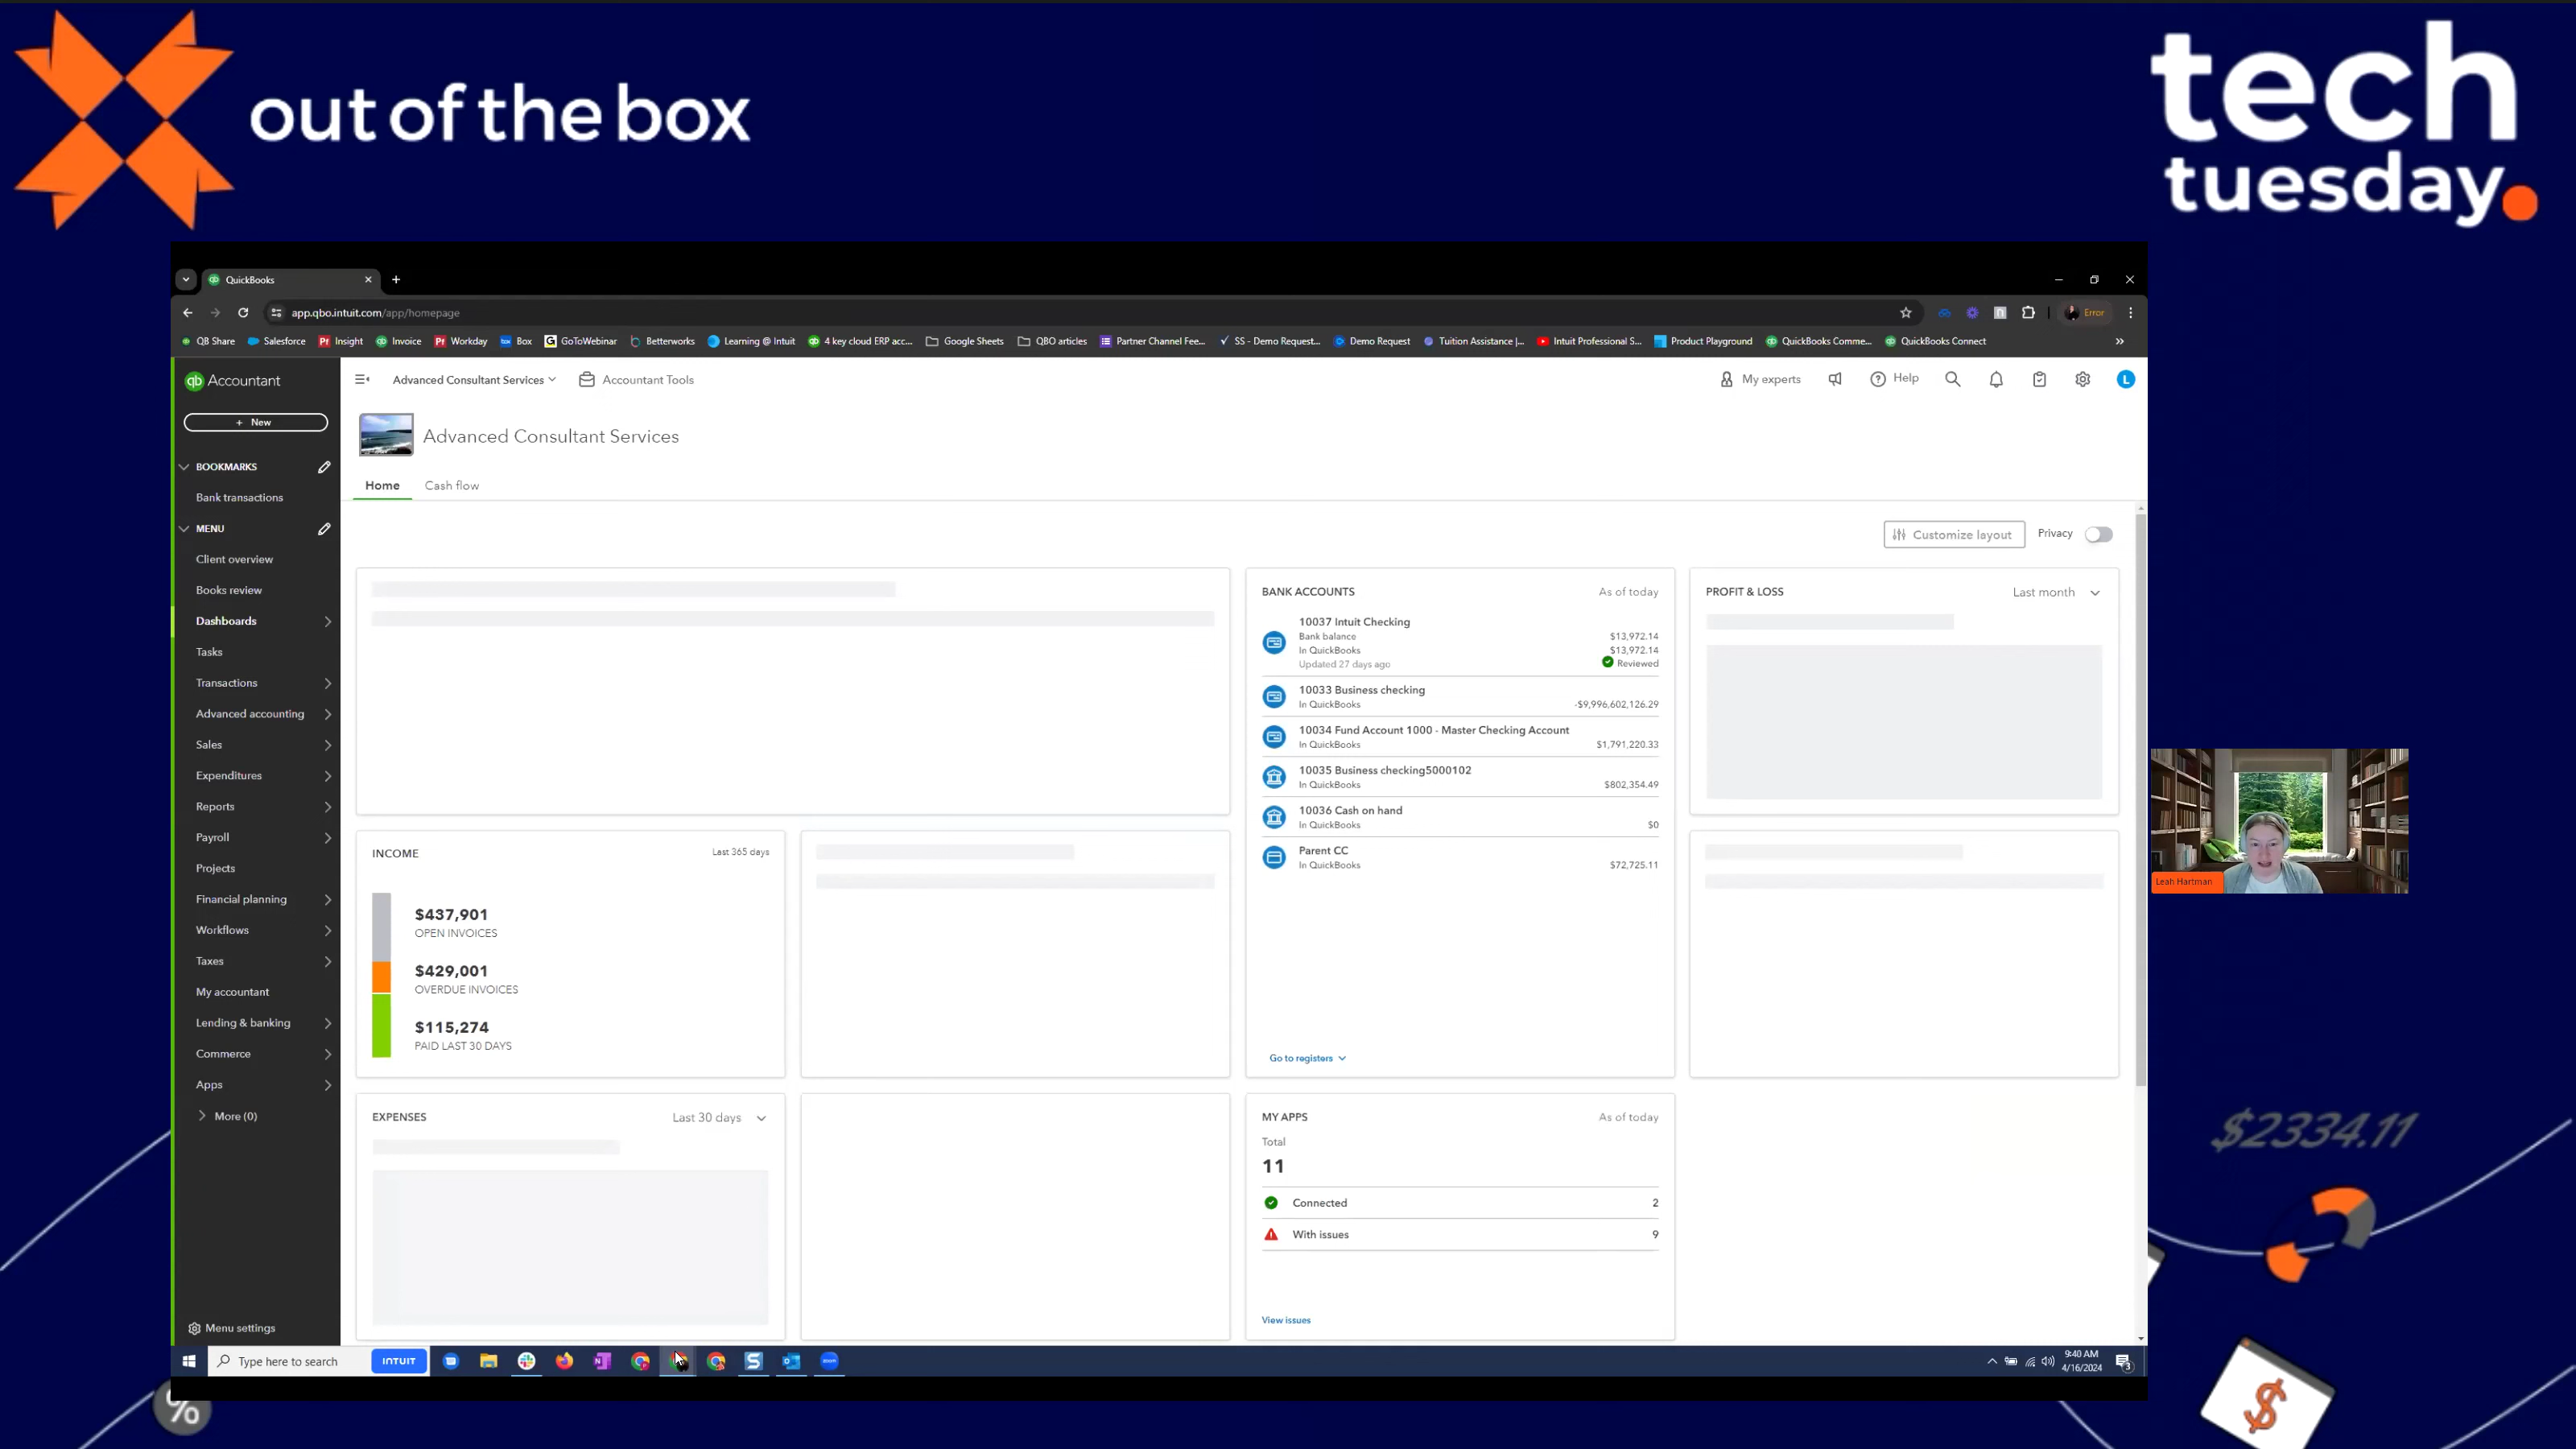 out of the box
tech
tuesday.
QuickBooks
app.qbo.intuit.com/app/homepage
Error
QB Share
Salesforce
Insight
Invoice
Workday
Box
GoToWebinar
Betterworks
Learning @ Intuit
4 key cloud ERP acc...
Google Sheets
QBO articles
Partner Channel Fee...
SS - Demo Request...
Demo Request
Tuition Assistance |...
Intuit Professional S...
Product Playground
QuickBooks Comme...
QuickBooks Connect
qb Accountant
Advanced Consultant Services
Accountant Tools
My experts
Help
L
+ New
Advanced Consultant Services
BOOKMARKS
Bank transactions
MENU
Client overview
Books review
Dashboards
Tasks
Transactions
Advanced accounting
Sales
Expenditures
Reports
Payroll
Projects
Financial planning
Workflows
Taxes
My accountant
Lending & banking
Commerce
Apps
More (0)
Menu settings
Home
Cash flow
Customize layout
Privacy
BANK ACCOUNTS
As of today
10037 Intuit Checking
Bank balance
$13,972.14
In QuickBooks
$13,972.14
Updated 27 days ago
Reviewed
10033 Business checking
In QuickBooks
-$9,996,602,126.29
10034 Fund Account 1000 - Master Checking Account
In QuickBooks
$1,791,220.33
10035 Business checking5000102
In QuickBooks
$802,354.49
10036 Cash on hand
In QuickBooks
$0
Parent CC
In QuickBooks
$72,725.11
Go to registers
PROFIT & LOSS
Last month
INCOME
Last 365 days
$437,901
OPEN INVOICES
$429,001
OVERDUE INVOICES
$115,274
PAID LAST 30 DAYS
EXPENSES
Last 30 days
MY APPS
As of today
Total
11
Connected
2
With issues
9
View issues
Leah Hartman
$2334.11
Type here to search
INTUIT
zoom
9:40 AM
4/16/2024
3
%
$